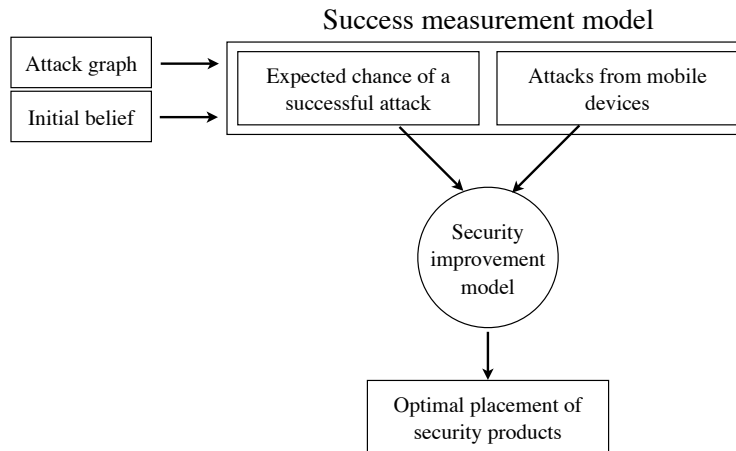 Success measurement model
Attack graph
Initial belief
Expected chance of a
successful attack
Attacks from mobile
devices
Security
improvement
model
Optimal placement of
security products